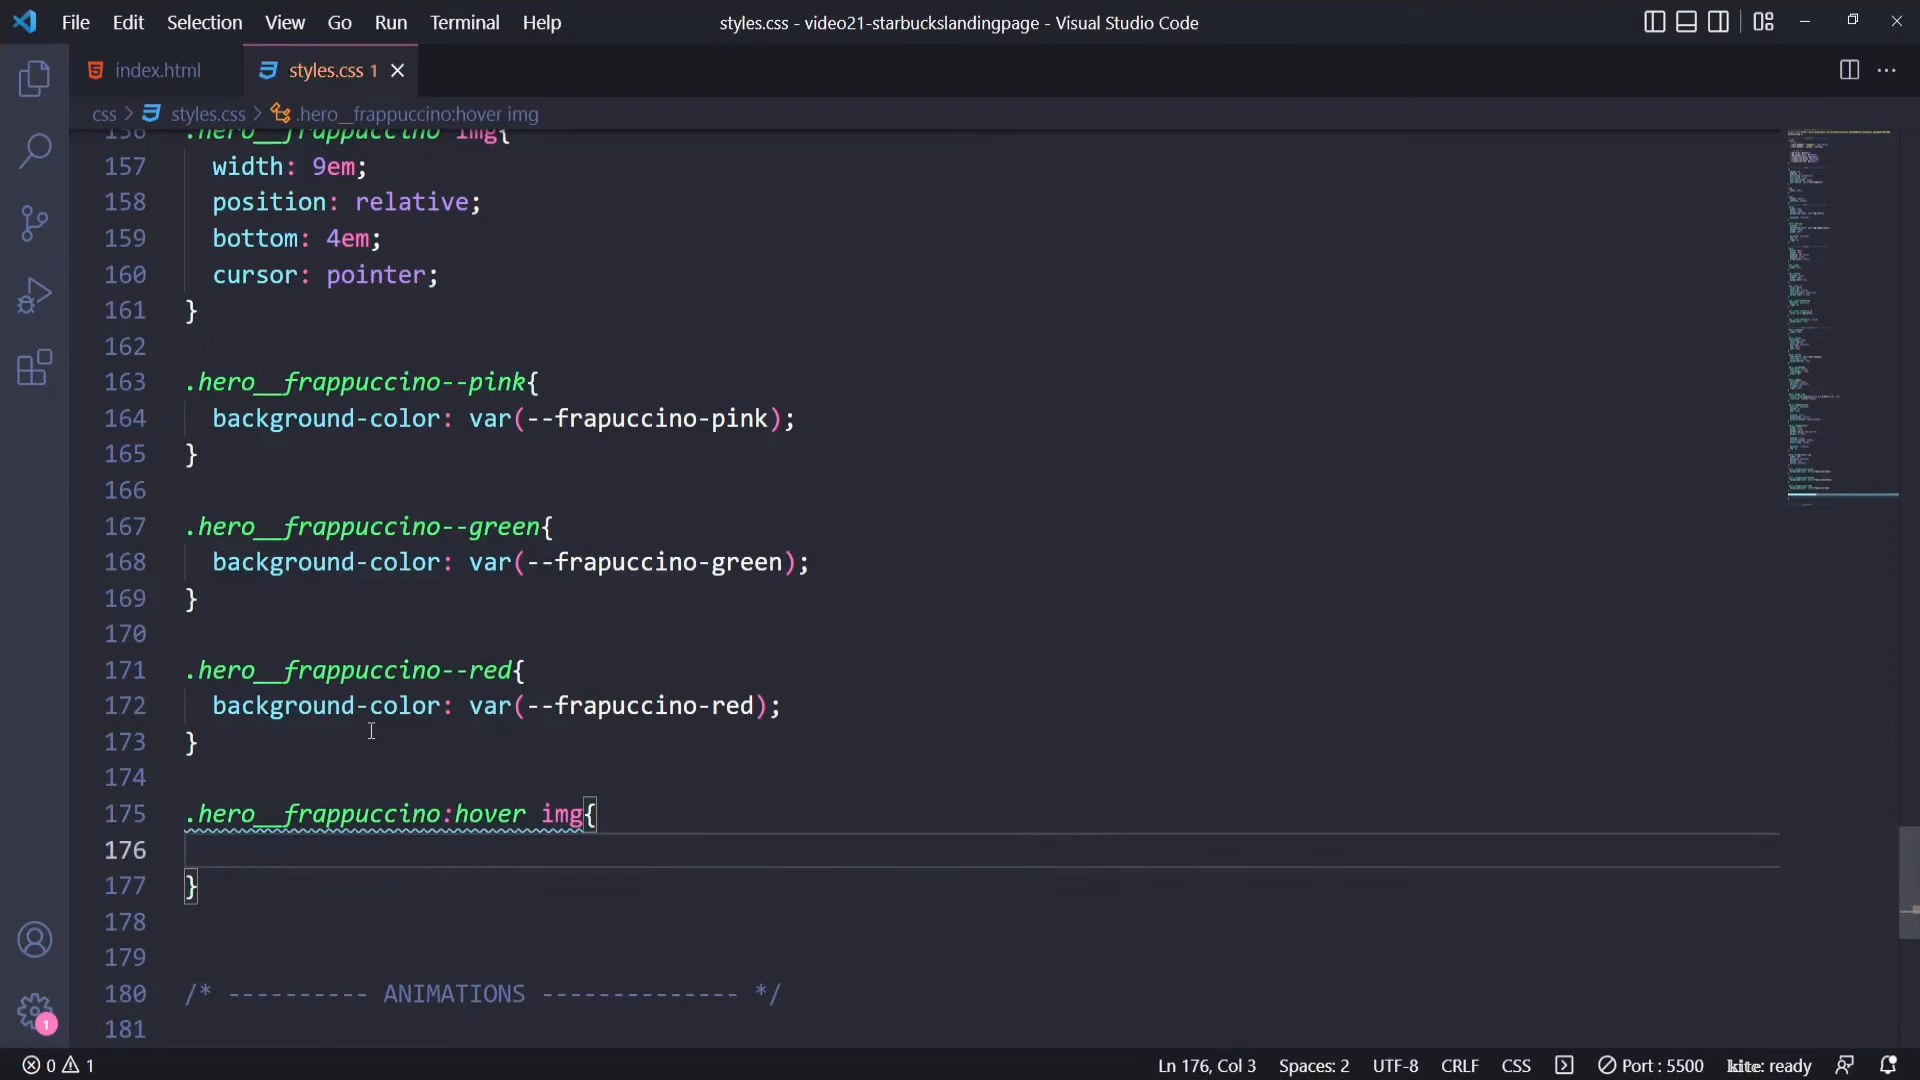 File Edit Selection View Go Run Terminal Help
styles.css - video21-starbuckslandingpage - Visual Studio Code
index.html
styles.css 1
css > styles.css > .hero__frappuccino:hover img
156 .hero__frappuccino img{
157 width: 9em;
158 position: relative;
159 bottom: 4em;
160 cursor: pointer;
161 }
162
163 .hero__frappuccino--pink{
164 background-color: var(--frapuccino-pink);
165 }
166
167 .hero__frappuccino--green{
168 background-color: var(--frapuccino-green);
169 }
170
171 .hero__frappuccino--red{
172 background-color: var(--frapuccino-red);
173 }
174
175 .hero__frappuccino:hover img{
176
177 }
178
179
180 /* ---------- ANIMATIONS -------------- */
181
1
0 1
Ln 176, Col 3 Spaces: 2 UTF-8 CRLF CSS Port : 5500 kite: ready